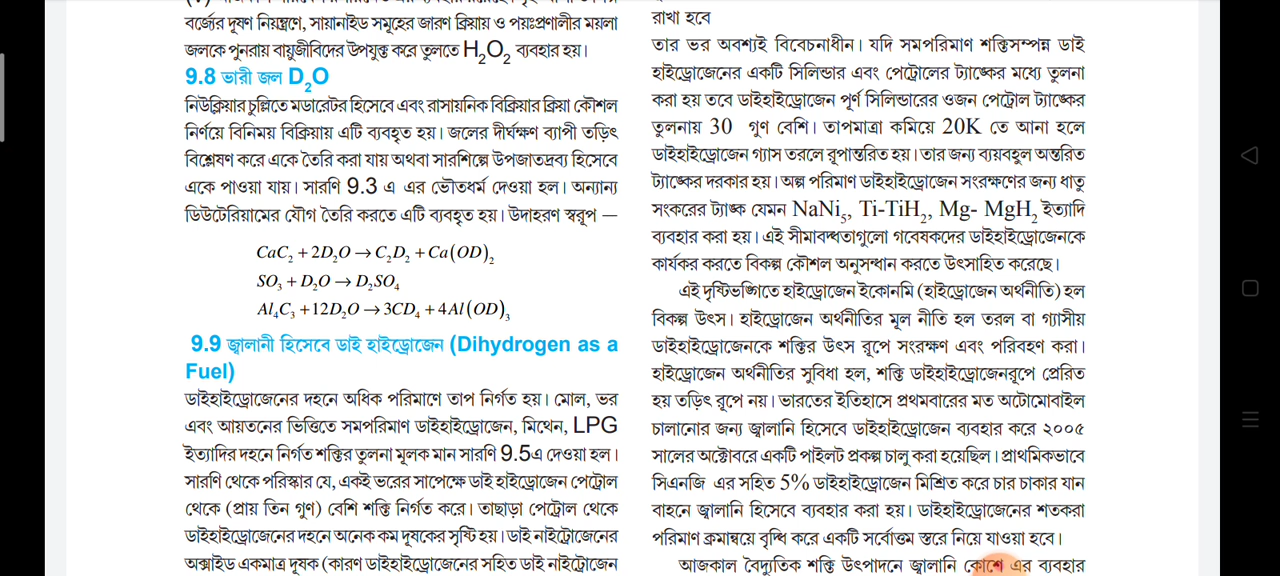 বর্জ্যের দূষণ নিয়ন্ত্রণে, সায়ানাইড সমূহের জারণ ক্রিয়ায় ও পয়ঃপ্রণালীর ময়লা
জলকে পুনরায় বায়ুজীবিদের উপযুক্ত করে তুলতে H₂O₂ ব্যবহার হয়।
9.8 ভারী জল D₂O
নিউক্লিয়ার চুল্লিতে মডারেটর হিসেবে এবং রাসায়নিক বিক্রিয়ার ক্রিয়া কৌশল
নির্ণয়ে বিনিময় বিক্রিয়ায় এটি ব্যবহৃত হয়। জলের দীর্ঘক্ষণ ব্যাপী তড়িৎ
বিশ্লেষণ করে একে তৈরি করা যায় অথবা সারশিল্পে উপজাতদ্রব্য হিসেবে
একে পাওয়া যায়। সারণি 9.3 এ এর ভৌতধর্ম দেওয়া হল। অন্যান্য
ডিউটেরিয়ামের যৌগ তৈরি করতে এটি ব্যবহৃত হয়। উদাহরণ স্বরূপ —
CaC₂ + 2D₂O → C₂D₂ + Ca(OD)₂
SO₃ + D₂O → D₂SO₄
Al₄C₃ +12D₂O → 3CD₄ + 4Al(OD)₃
9.9 জ্বালানী হিসেবে ডাই হাইড্রোজেন (Dihydrogen as a
Fuel)
ডাইহাইড্রোজেনের দহনে অধিক পরিমাণে তাপ নির্গত হয়। মোল, ভর
এবং আয়তনের ভিত্তিতে সমপরিমাণ ডাইহাইড্রোজেন, মিথেন, LPG
ইত্যাদির দহনে নির্গত শক্তির তুলনা মূলক মান সারণি 9.5এ দেওয়া হল।
সারণি থেকে পরিস্কার যে, একই ভরের সাপেক্ষে ডাই হাইড্রোজেন পেট্রোল
থেকে (প্রায় তিন গুণ) বেশি শক্তি নির্গত করে। তাছাড়া পেট্রোল থেকে
ডাইহাইড্রোজেনের দহনে অনেক কম দূষকের সৃষ্টি হয়। ডাই নাইট্রোজেনের
অক্সাইড একমাত্র দূষক (কারণ ডাইহাইড্রোজেনের সহিত ডাই নাইট্রোজেন
রাখা হবে
তার ভর অবশ্যই বিবেচনাধীন। যদি সমপরিমাণ শক্তিসম্পন্ন ডাই
হাইড্রোজেনের একটি সিলিন্ডার এবং পেট্রোলের ট্যাঙ্কের মধ্যে তুলনা
করা হয় তবে ডাইহাইড্রোজেন পূর্ণ সিলিন্ডারের ওজন পেট্রোল ট্যাঙ্কের
তুলনায় 30 গুণ বেশি। তাপমাত্রা কমিয়ে 20K তে আনা হলে
ডাইহাইড্রোজেন গ্যাস তরলে রূপান্তরিত হয়। তার জন্য ব্যয়বহুল অন্তরিত
ট্যাঙ্কের দরকার হয়। অল্প পরিমাণ ডাইহাইড্রোজেন সংরক্ষণের জন্য ধাতু
সংকরের ট্যাঙ্ক যেমন NaNi₅, Ti-TiH₂, Mg- MgH₂ ইত্যাদি
ব্যবহার করা হয়। এই সীমাবদ্ধতাগুলো গবেষকদের ডাইহাইড্রোজেনকে
কার্যকর করতে বিকল্প কৌশল অনুসন্ধান করতে উৎসাহিত করেছে।
এই দৃষ্টিভঙ্গিতে হাইড্রোজেন ইকোনমি (হাইড্রোজেন অর্থনীতি) হল
বিকল্প উৎস। হাইড্রোজেন অর্থনীতির মূল নীতি হল তরল বা গ্যাসীয়
ডাইহাইড্রোজেনকে শক্তির উৎস রূপে সংরক্ষণ এবং পরিবহণ করা।
হাইড্রোজেন অর্থনীতির সুবিধা হল, শক্তি ডাইহাইড্রোজেনরূপে প্রেরিত
হয় তড়িৎ রূপে নয়। ভারতের ইতিহাসে প্রথমবারের মত অটোমোবাইল
চালানোর জন্য জ্বালানি হিসেবে ডাইহাইড্রোজেন ব্যবহার করে ২০০৫
সালের অক্টোবরে একটি পাইলট প্রকল্প চালু করা হয়েছিল। প্রাথমিকভাবে
সিএনজি এর সহিত 5% ডাইহাইড্রোজেন মিশ্রিত করে চার চাকার যান
বাহনে জ্বালানি হিসেবে ব্যবহার করা হয়। ডাইহাইড্রোজেনের শতকরা
পরিমাণ ক্রমান্বয়ে বৃদ্ধি করে একটি সর্বোত্তম স্তরে নিয়ে যাওয়া হবে।
আজকাল বৈদ্যুতিক শক্তি উৎপাদনে জ্বালানি কোশে এর ব্যবহার